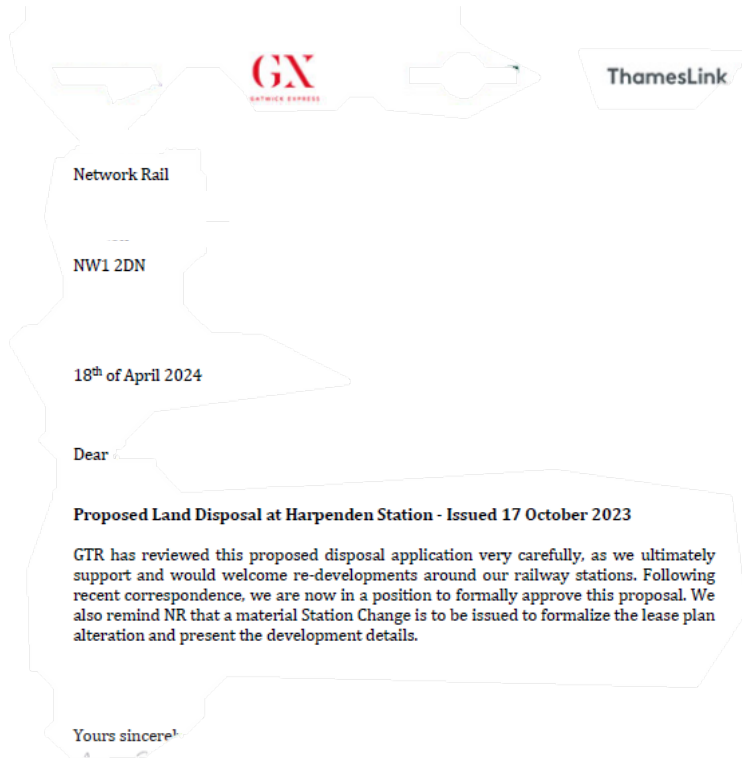 GX
GATWICK EXPRESS
ThamesLink
Network Rail
NW1 2DN
18th of April 2024
Dear
Proposed Land Disposal at Harpenden Station - Issued 17 October 2023
GTR has reviewed this proposed disposal application very carefully, as we ultimately
support and would welcome re-developments around our railway stations. Following
recent correspondence, we are now in a position to formally approve this proposal. We
also remind NR that a material Station Change is to be issued to formalize the lease plan
alteration and present the development details.
Yours